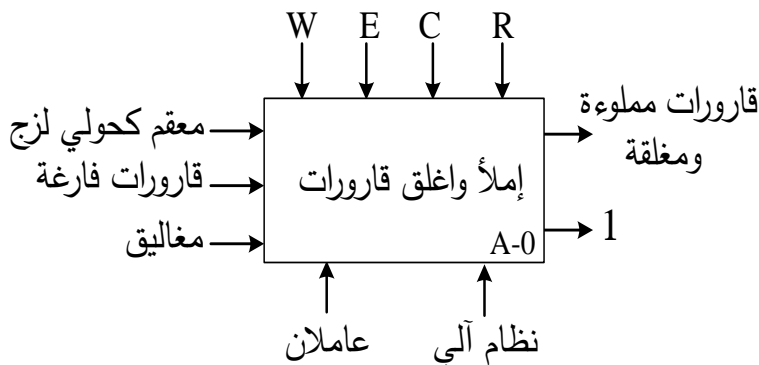 W E C R
معقم كحولي لزج
قارورات فارغة
مغاليق
إملأ واغلق قارورات
A-0
قارورات مملوءة
ومغلقة
1
عاملان
نظام آلي